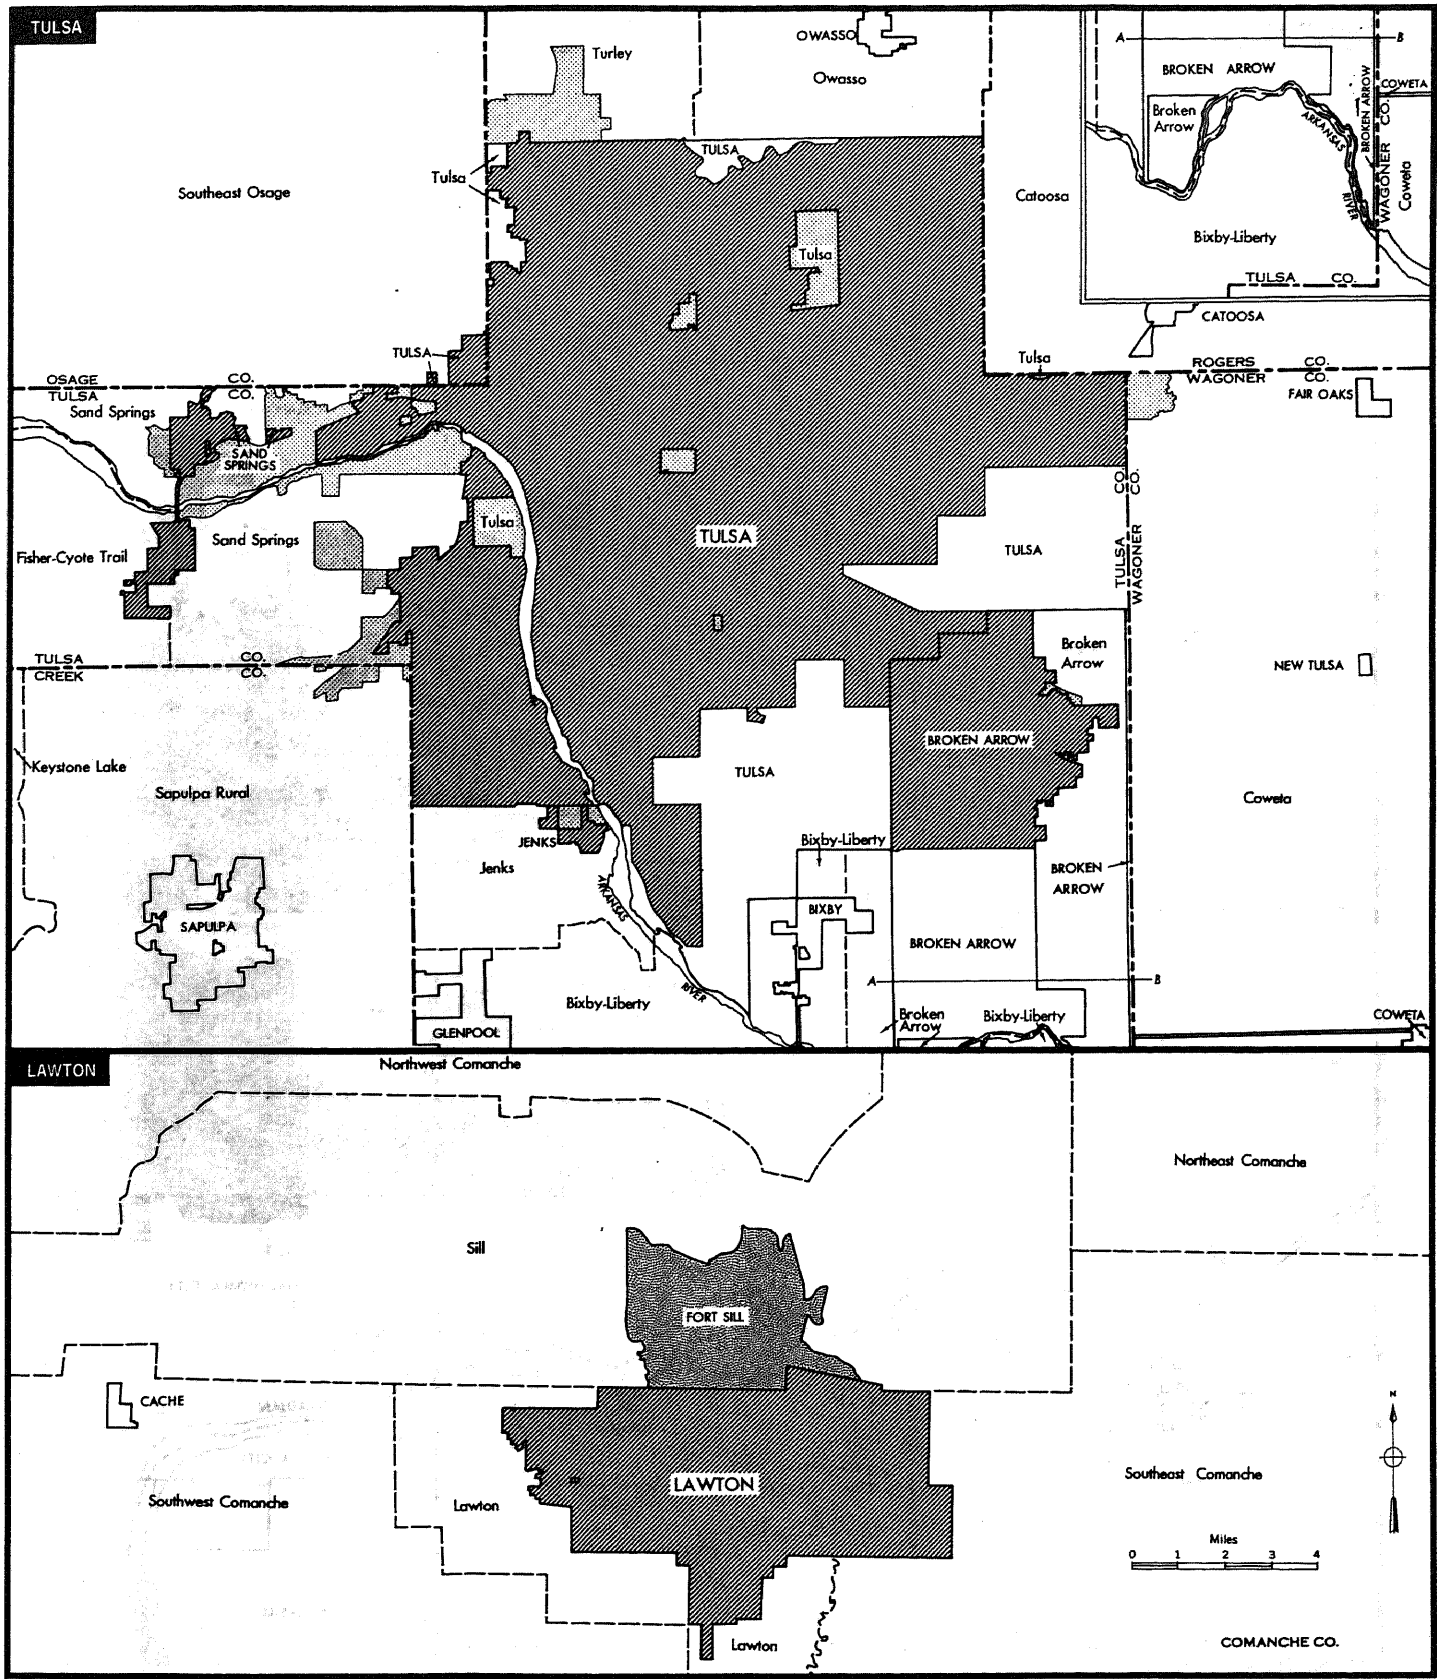 TULSA
Turley
OWASSO
Owasso
A
B
BROKEN ARROW
COWETA
Broken
Arrow
ARKANSAS
RIVER
BROKEN ARROW
WAGONER CO.
Coweta
Bixby-Liberty
TULSA CO.
TULSA
Tulsa
Southeast Osage
Catoosa
Tulsa
CATOOSA
TULSA
Tulsa
ROGERS CO.
WAGONER CO.
OSAGE CO.
TULSA CO.
Sand Springs
FAIR OAKS
SAND
SPRINGS
TULSA CO.
WAGONER CO.
Tulsa
TULSA
Sand Springs
Fisher-Cyote Trail
TULSA
Broken
Arrow
TULSA CO.
CREEK CO.
NEW TULSA
BROKEN ARROW
Keystone Lake
TULSA
Sapulpa Rural
Coweta
JENKS
Bixby-Liberty
Jenks
BROKEN
ARROW
ARKANSAS
RIVER
BIXBY
SAPULPA
BROKEN ARROW
A
B
Bixby-Liberty
GLENPOOL
Broken
Arrow
Bixby-Liberty
COWETA
LAWTON
Northwest Comanche
Northeast Comanche
Sill
FORT SILL
CACHE
N
LAWTON
Southeast Comanche
Southwest Comanche
Lawton
Miles
0 1 2 3 4
Lawton
COMANCHE CO.